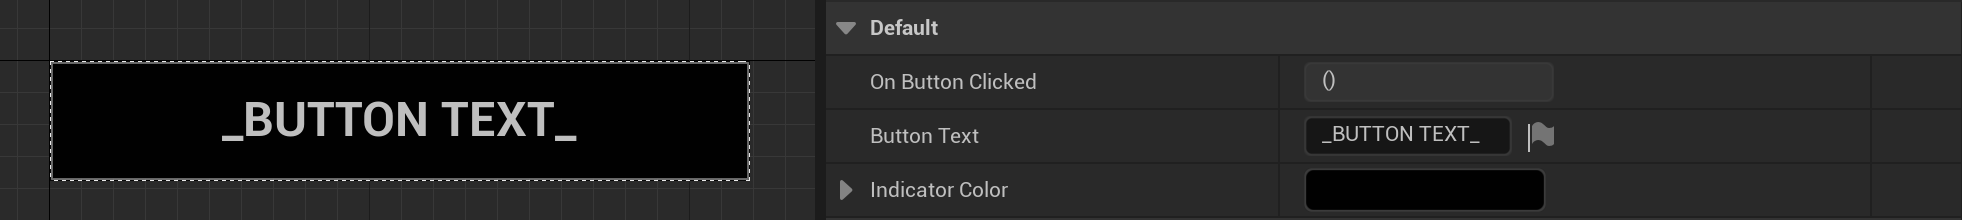 _BUTTON TEXT_
Default
On Button Clicked
()
Button Text
_BUTTON TEXT_
Indicator Color